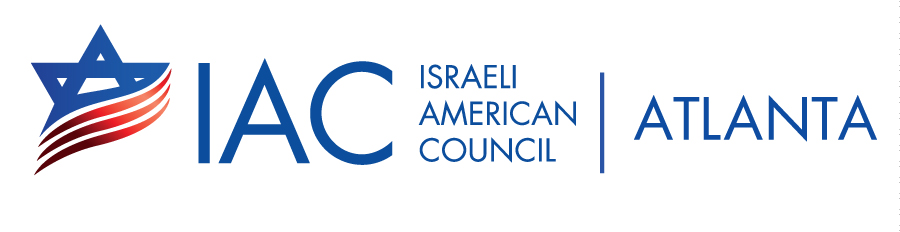 IAC
ISRAELI
AMERICAN
COUNCIL
ATLANTA